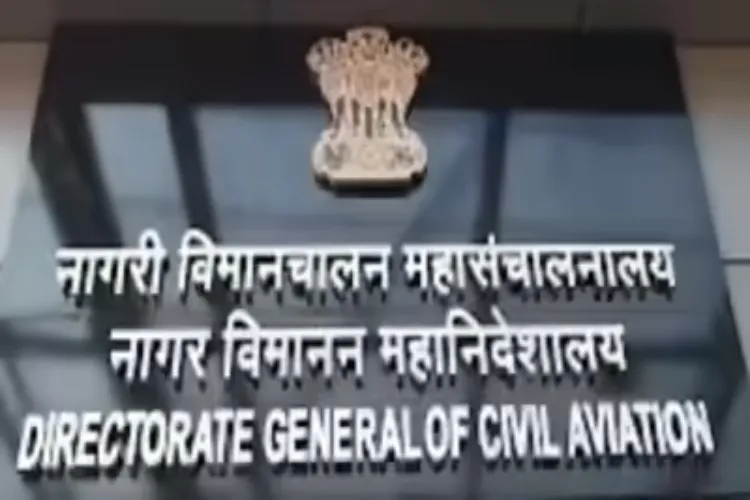 नागरी विमानचालन महासंचालनालय
नागर विमानन महानिदेशालय
DIRECTORATE GENERAL OF CIVIL AVIATION